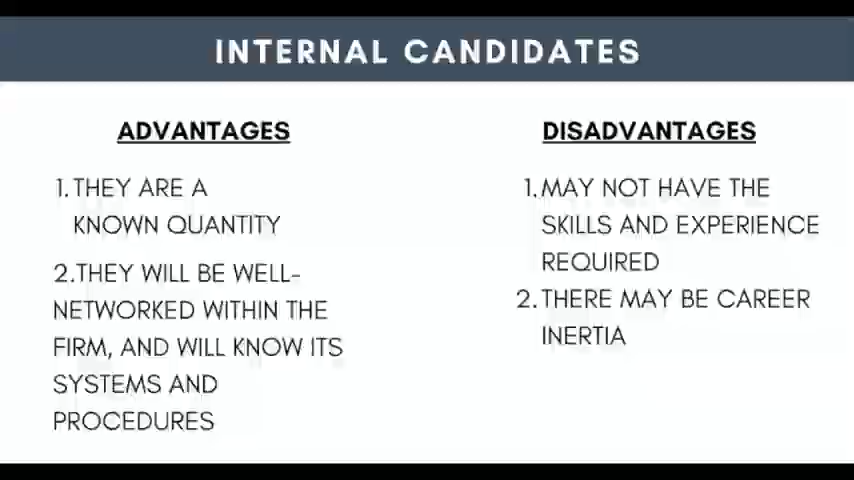 INTERNAL CANDIDATES
ADVANTAGES
1. THEY ARE A
KNOWN QUANTITY
2.THEY WILL BE WELL-
NETWORKED WITHIN THE
FIRM, AND WILL KNOW ITS
SYSTEMS AND
PROCEDURES
DISADVANTAGES
1. MAY NOT HAVE THE
SKILLS AND EXPERIENCE
REQUIRED
2. THERE MAY BE CAREER
INERTIA